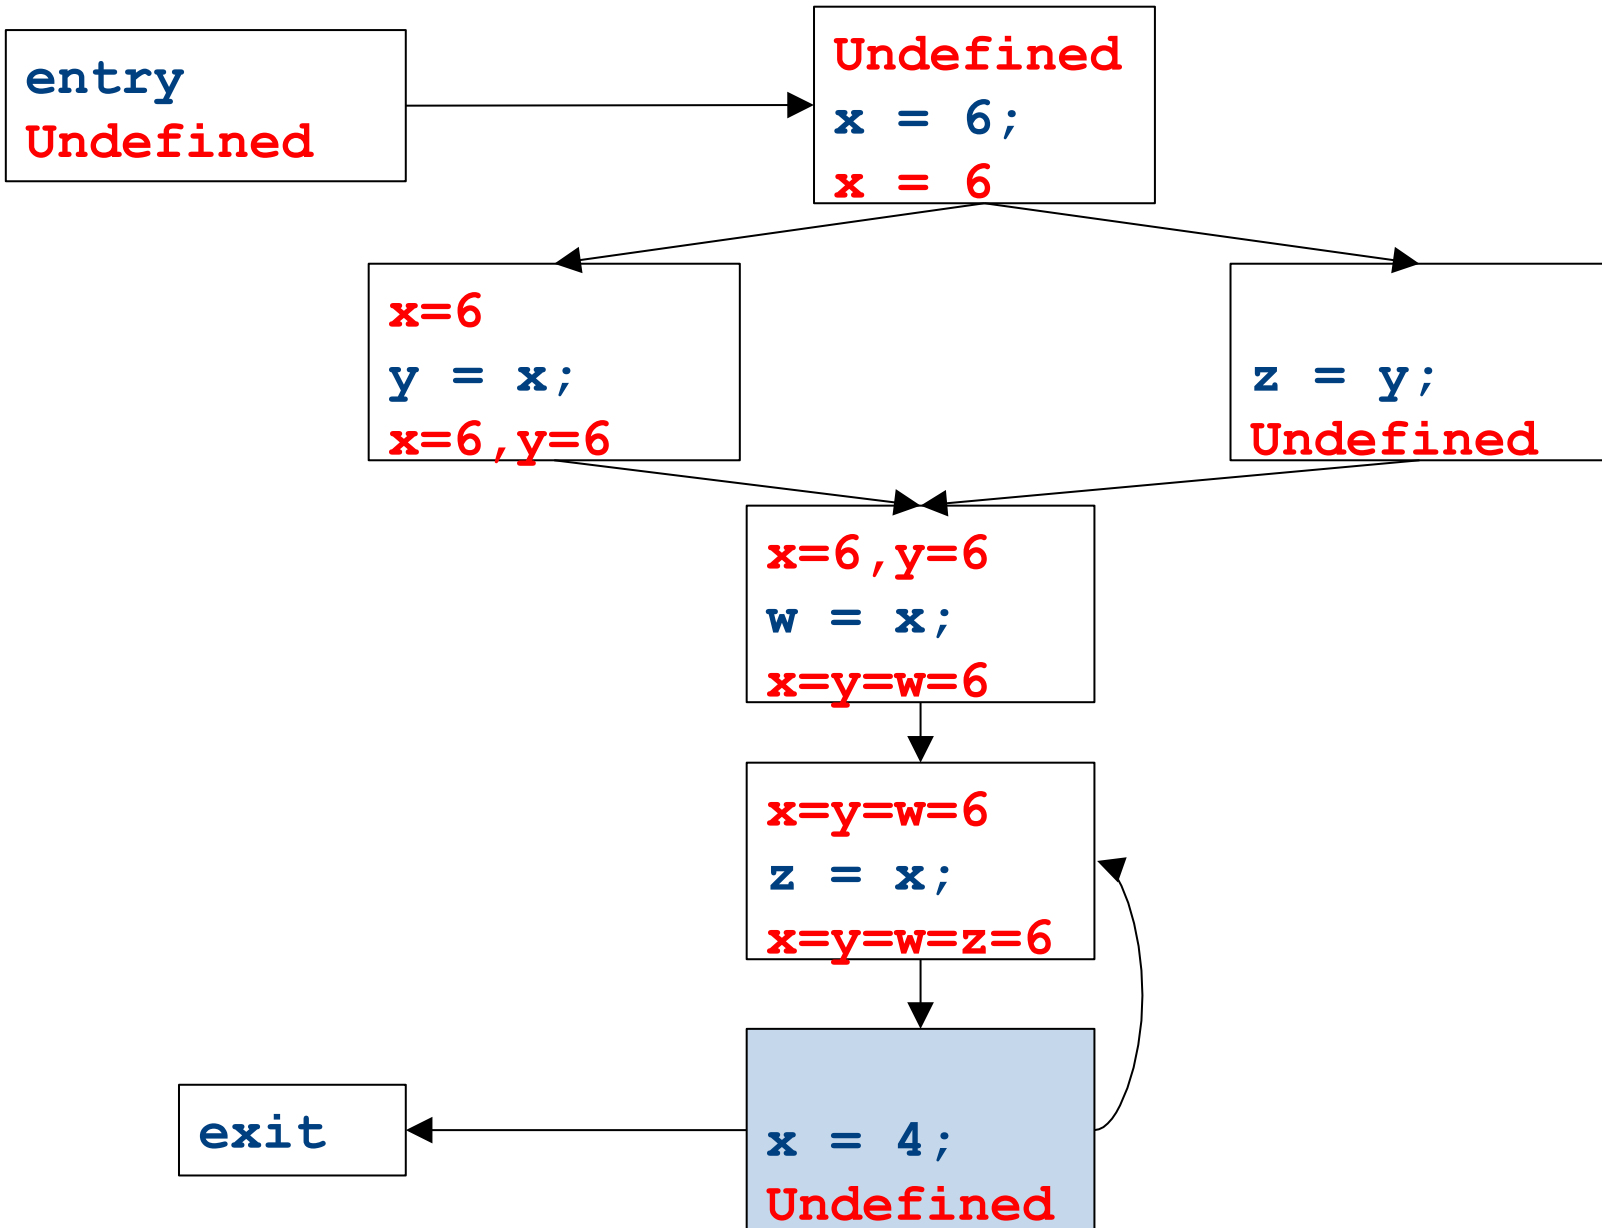 entry
Undefined
Undefined
x = 6;
x = 6
x=6
y = x;
x=6,y=6
z = y;
Undefined
x=6,y=6
w = x;
x=y=w=6
x=y=w=6
z = x;
x=y=w=z=6
exit
x = 4;
Undefined